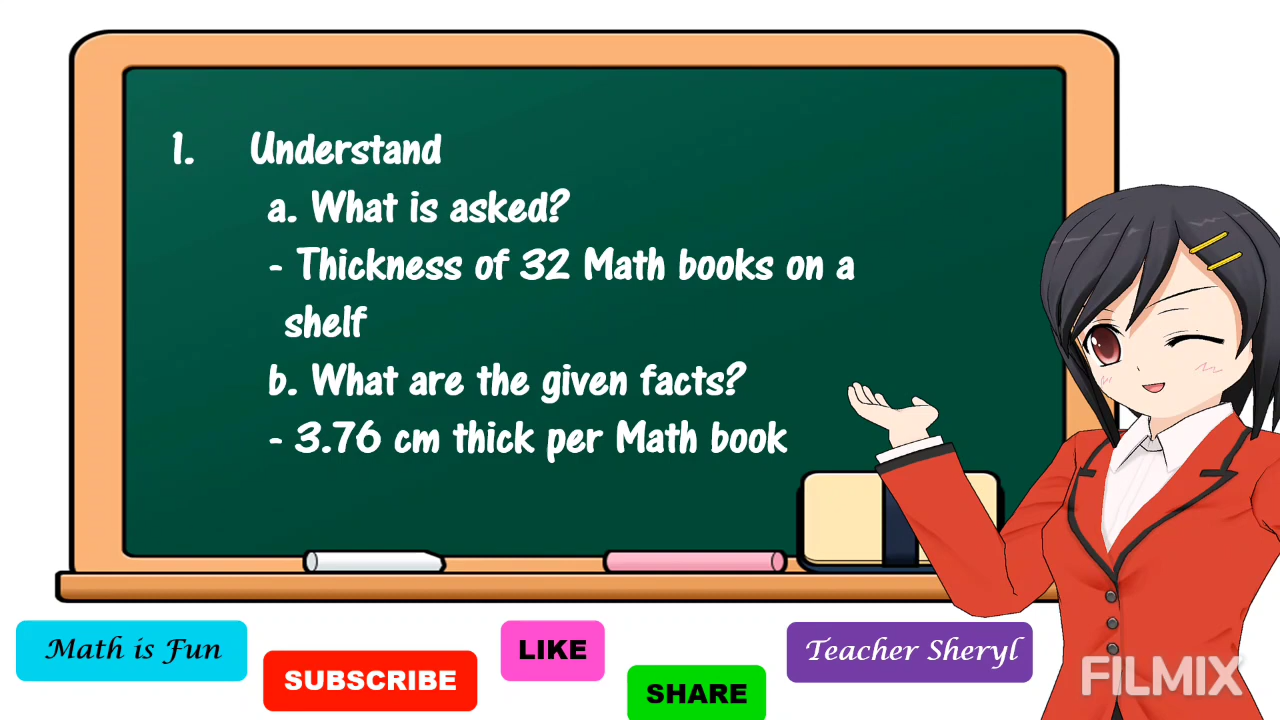 1. Understand
a. What is asked?
- Thickness of 32 Math books on a
shelf
b. What are the given facts?
- 3.76 cm thick per Math book
Math is Fun
SUBSCRIBE
LIKE
SHARE
Teacher Sheryl
FILMIX